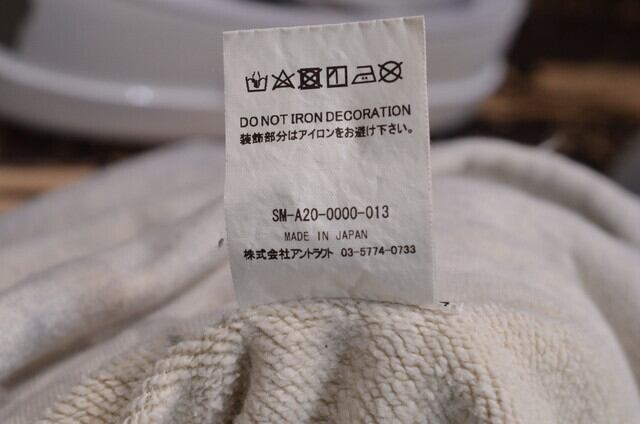 DO NOT IRON DECORATION
装飾部分はアイロンをお避け下さい。
SM-A20-0000-013
MADE IN JAPAN
株式会社アントラクト 03-5774-0733